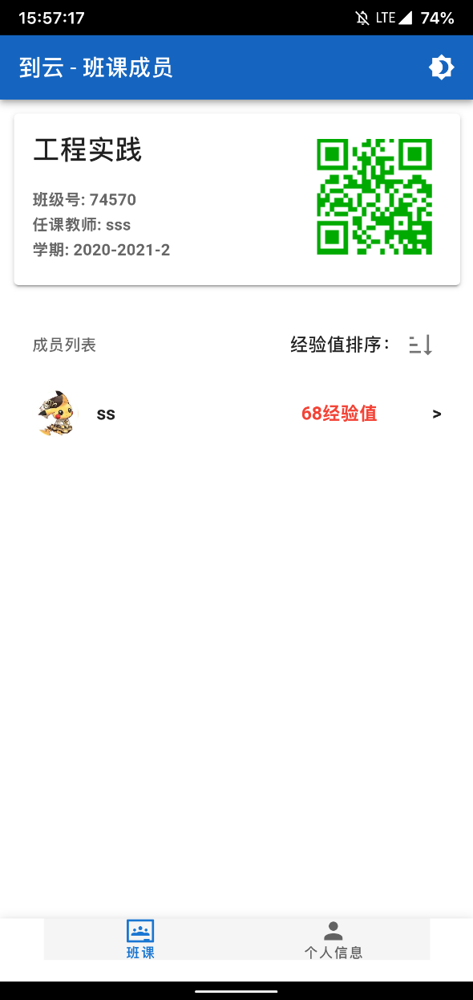 15:57:17 LTE 74%
到云 - 班课成员
工程实践
班级号: 74570
任课教师: sss
学期: 2020-2021-2
成员列表 经验值排序：
ss 68经验值 >
班课 个人信息